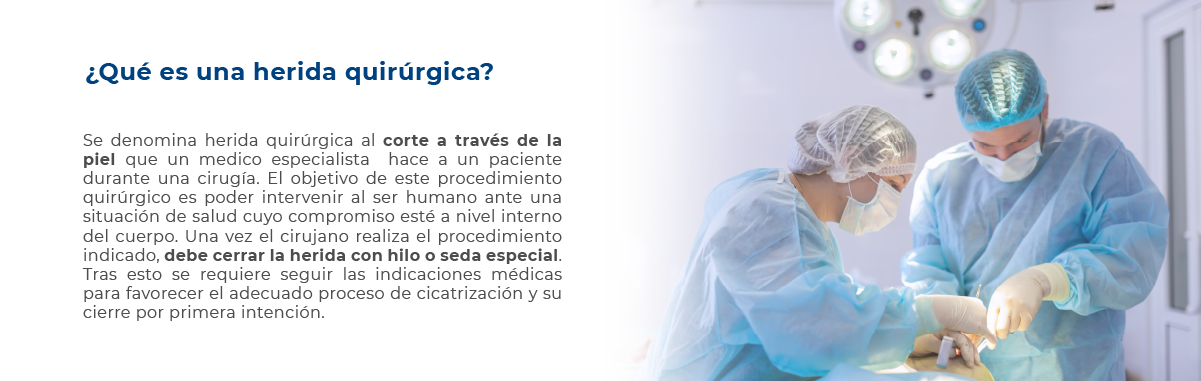 ¿Qué es una herida quirúrgica?
Se denomina herida quirúrgica al corte a través de la
piel que un medico especialista hace a un paciente
durante una cirugía. El objetivo de este procedimiento
quirúrgico es poder intervenir al ser humano ante una
situación de salud cuyo compromiso esté a nivel interno
del cuerpo. Una vez el cirujano realiza el procedimiento
indicado, debe cerrar la herida con hilo o seda especial.
Tras esto se requiere seguir las indicaciones médicas
para favorecer el adecuado proceso de cicatrización y su
cierre por primera intención.